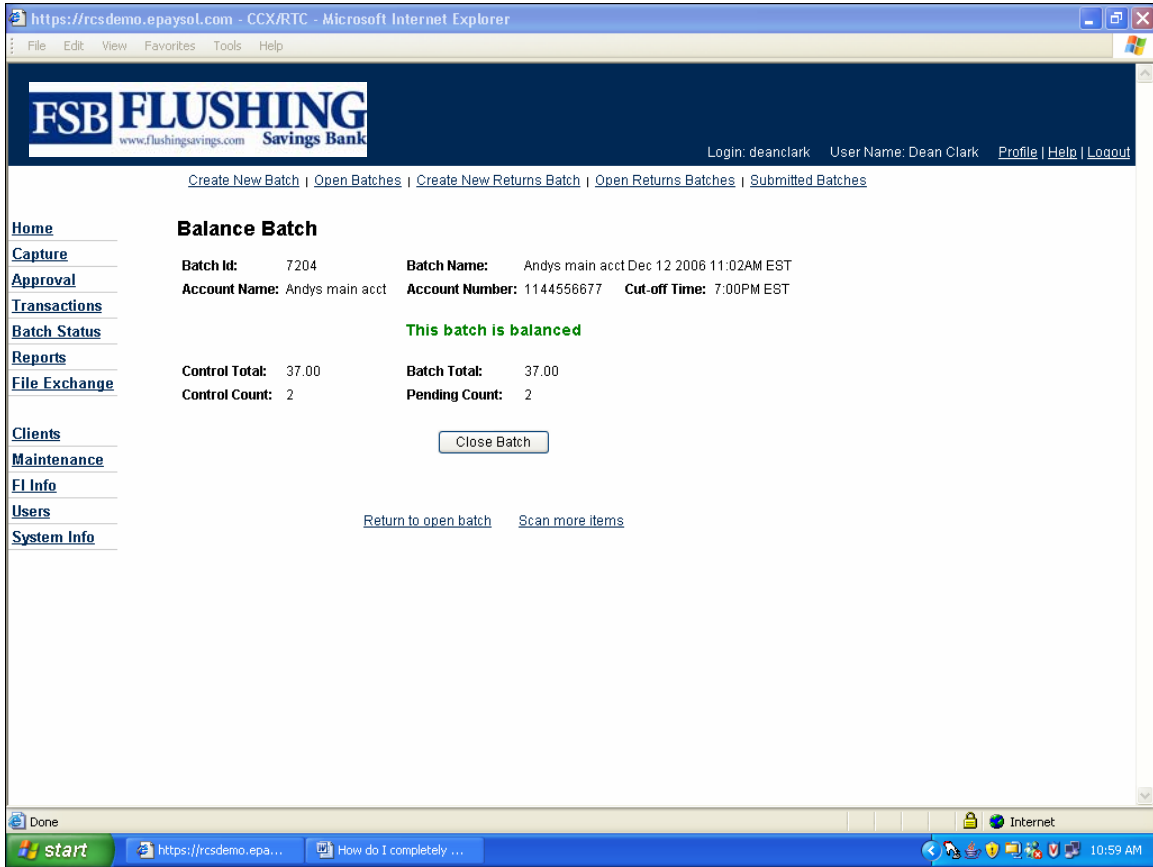 https://rcsdemo.epaysol.com - CCX/RTC - Microsoft Internet Explorer
File Edit View Favorites Tools Help
FSB FLUSHING
www.flushingsavings.com Savings Bank
Login: deanclark User Name: Dean Clark Profile | Help | Logout
Create New Batch | Open Batches | Create New Returns Batch | Open Returns Batches | Submitted Batches
Home
Capture
Approval
Transactions
Batch Status
Reports
File Exchange
Clients
Maintenance
FI Info
Users
System Info
Balance Batch
Batch Id: 7204 Batch Name: Andys main acct Dec 12 2006 11:02AM EST
Account Name: Andys main acct Account Number: 1144556677 Cut-off Time: 7:00PM EST
This batch is balanced
Control Total: 37.00 Batch Total: 37.00
Control Count: 2 Pending Count: 2
Close Batch
Return to open batch Scan more items
Done Internet
start https://rcsdemo.epa... How do I completely ... 10:59 AM